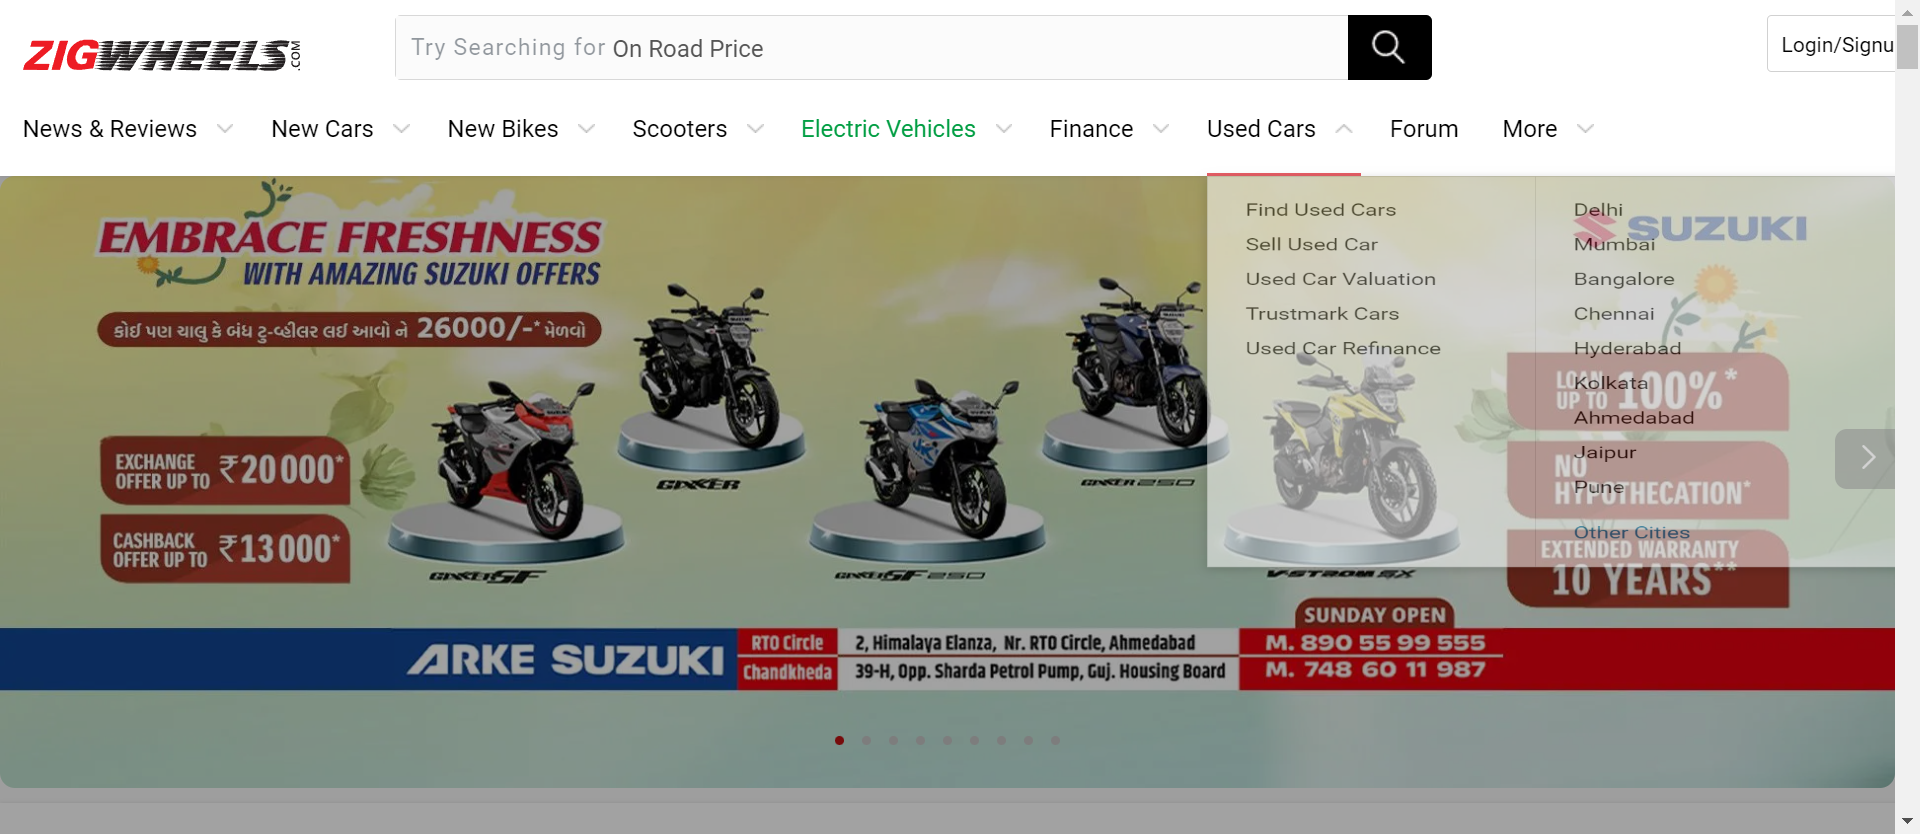 ZIGWHEELS.COM
Try Searching for On Road Price
Login/Signu
News & Reviews
New Cars
New Bikes
Scooters
Electric Vehicles
Finance
Used Cars
Forum
More
EMBRACE FRESHNESS
WITH AMAZING SUZUKI OFFERS
કોઈ પણ ચાલુ કે બંધ ટુ-વ્હીલર લઈ આવો ને 26000/-* મેળવો
EXCHANGE
OFFER UP TO ₹20000*
CASHBACK
OFFER UP TO ₹13000*
GIXXER
GIXXER 250
GIXXER SF
GIXXER SF 250
V-STROM SX
Find Used Cars
Sell Used Car
Used Car Valuation
Trustmark Cars
Used Car Refinance
Delhi
Mumbai
Bangalore
Chennai
Hyderabad
Kolkata
Ahmedabad
Jaipur
Pune
Other Cities
SUZUKI
LOAN
UP TO 100%*
NO
HYPOTHECATION*
EXTENDED WARRANTY
10 YEARS**
SUNDAY OPEN
ARKE SUZUKI
RTO Circle
2, Himalaya Elanza, Nr. RTO Circle, Ahmedabad
M. 890 55 99 555
Chandkheda
39-H, Opp. Sharda Petrol Pump, Guj. Housing Board
M. 748 60 11 987